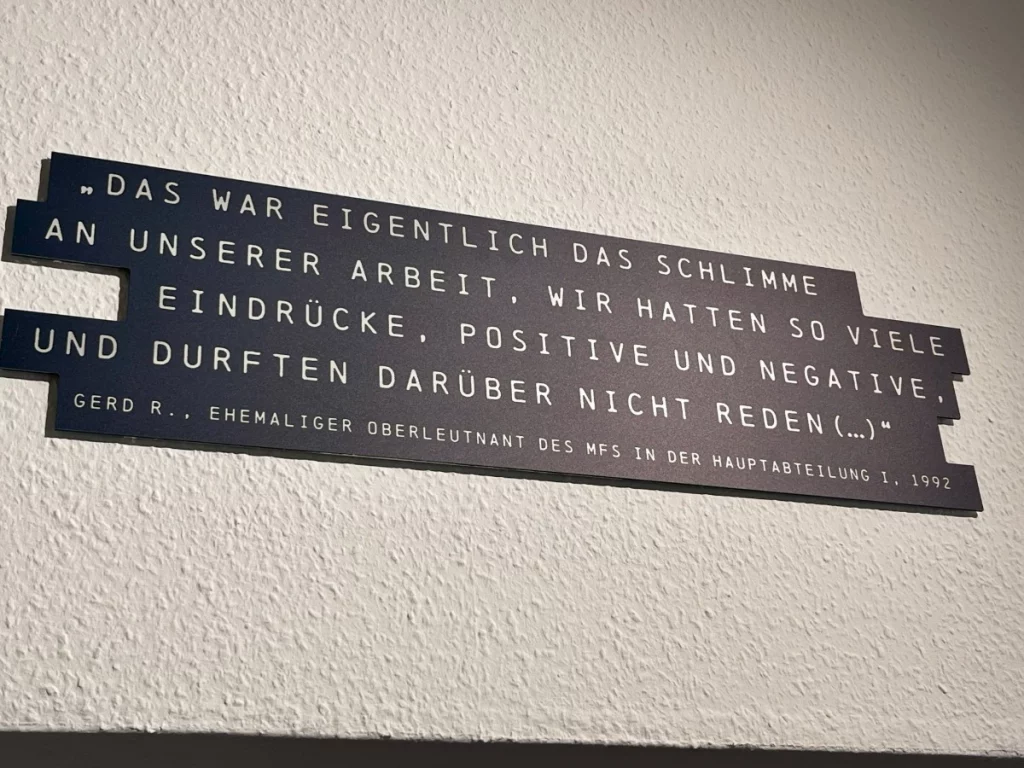 „DAS WAR EIGENTLICH DAS SCHLIMME
AN UNSERER ARBEIT, WIR HATTEN SO VIELE
EINDRÜCKE, POSITIVE UND NEGATIVE,
UND DURFTEN DARÜBER NICHT REDEN(…)“
GERD R., EHEMALIGER OBERLEUTNANT DES MFS IN DER HAUPTABTEILUNG I, 1992